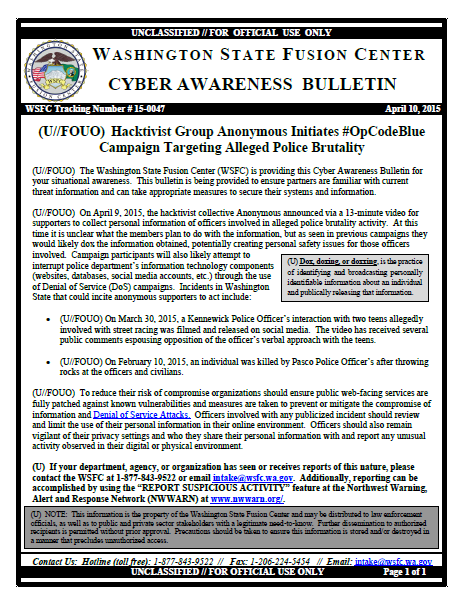 UNCLASSIFIED // FOR OFFICIAL USE ONLY
WASHINGTON STATE FUSION CENTER
CYBER AWARENESS BULLETIN
WSFC Tracking Number # 15-0047 April 10, 2015
(U//FOUO) Hacktivist Group Anonymous Initiates #OpCodeBlue
Campaign Targeting Alleged Police Brutality
(U//FOUO) The Washington State Fusion Center (WSFC) is providing this Cyber Awareness Bulletin for
your situational awareness. This bulletin is being provided to ensure partners are familiar with current
threat information and can take appropriate measures to secure their systems and information.
(U//FOUO) On April 9, 2015, the hacktivist collective Anonymous announced via a 13-minute video for
supporters to collect personal information of officers involved in alleged police brutality activity. At this
time it is unclear what the members plan to do with the information, but as seen in previous campaigns they
would likely dox the information obtained, potentially creating personal safety issues for those officers
involved. Campaign participants will also likely attempt to
interrupt police department's information technology components
(websites, databases, social media accounts, etc.) through the use
of Denial of Service (DoS) campaigns. Incidents in Washington
State that could incite anonymous supporters to act include:
(U) Dox, doxing, or doxxing, is the practice
of identifying and broadcasting personally
identifiable information about an individual
and publically releasing that information.
• (U//FOUO) On March 30, 2015, a Kennewick Police Officer's interaction with two teens allegedly
involved with street racing was filmed and released on social media. The video has received several
public comments espousing opposition of the officer's verbal approach with the teens.
• (U//FOUO) On February 10, 2015, an individual was killed by Pasco Police Officer's after throwing
rocks at the officers and civilians.
(U//FOUO) To reduce their risk of compromise organizations should ensure public web-facing services are
fully patched against known vulnerabilities and measures are taken to prevent or mitigate the compromise of
information and Denial of Service Attacks. Officers involved with any publicized incident should review
and limit the use of their personal information in their online environment. Officers should also remain
vigilant of their privacy settings and who they share their personal information with and report any unusual
activity observed in their digital or physical environment.
(U) If your department, agency, or organization has seen or receives reports of this nature, please
contact the WSFC at 1-877-843-9522 or email intake@wsfc.wa.gov. Additionally, reporting can be
accomplished by using the "REPORT SUSPICIOUS ACTIVITY" feature at the Northwest Warning,
Alert and Response Network (NWWARN) at www.nwwarn.org/.
(U) NOTE: This information is the property of the Washington State Fusion Center and may be distributed to law enforcement
officials, as well as to public and private sector stakeholders with a legitimate need-to-know. Further dissemination to authorized
recipients is permitted without prior approval. Precautions should be taken to ensure this information is stored and/or destroyed in
a manner that precludes unauthorized access.
Contact Us: Hotline (toll free): 1-877-843-9522 // Fax: 1-206-224-5454 // Email: intake@wsfc.wa.gov
UNCLASSIFIED // FOR OFFICIAL USE ONLY Page 1 of 1